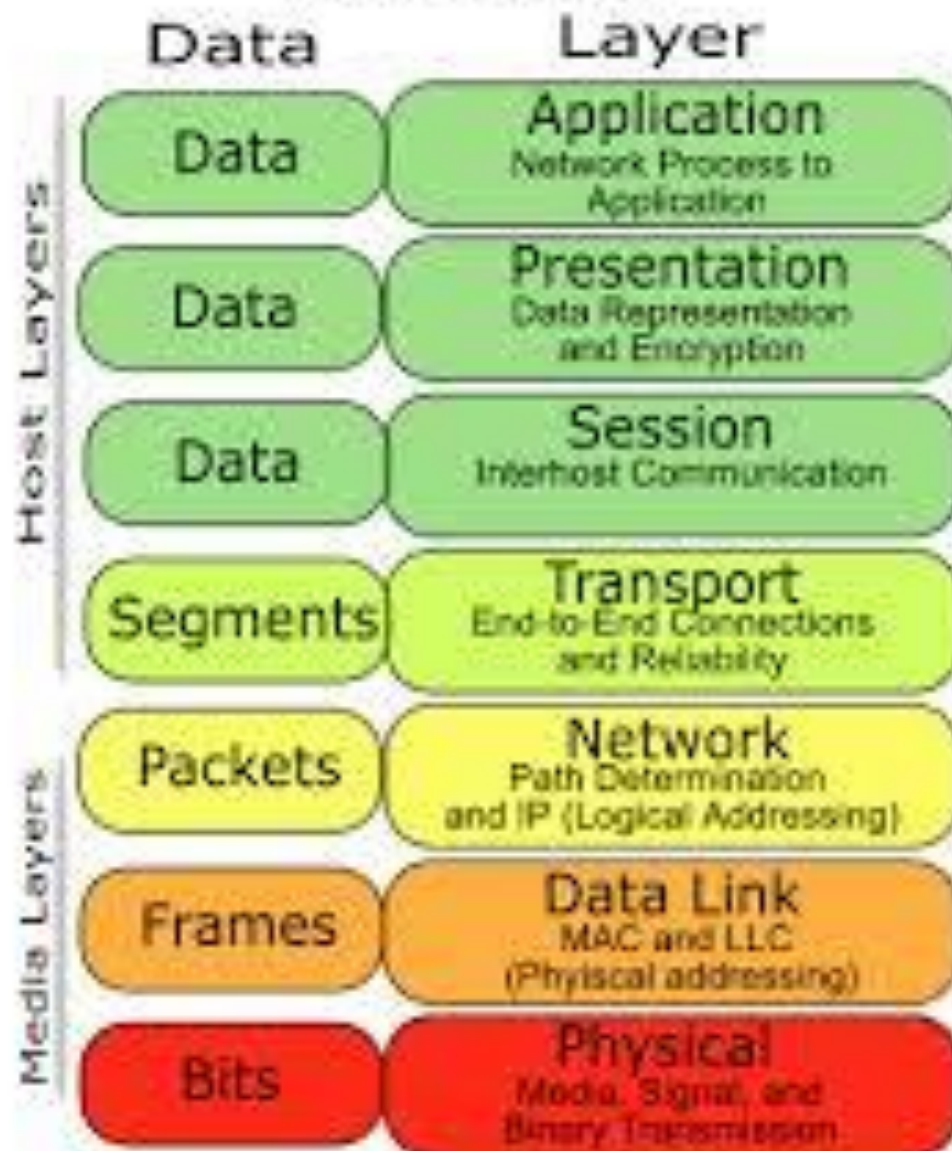 Data Layer
Host Layers
Data
Application
Network Process to
Application
Data
Presentation
Data Representation
and Encryption
Data
Session
Interhost Communication
Segments
Transport
End-to-End Connections
and Reliability
Media Layers
Packets
Network
Path Determination
and IP (Logical Addressing)
Frames
Data Link
MAC and LLC
(Phyiscal addressing)
Bits
Physical
Media, Signal, and
Binary Transmission